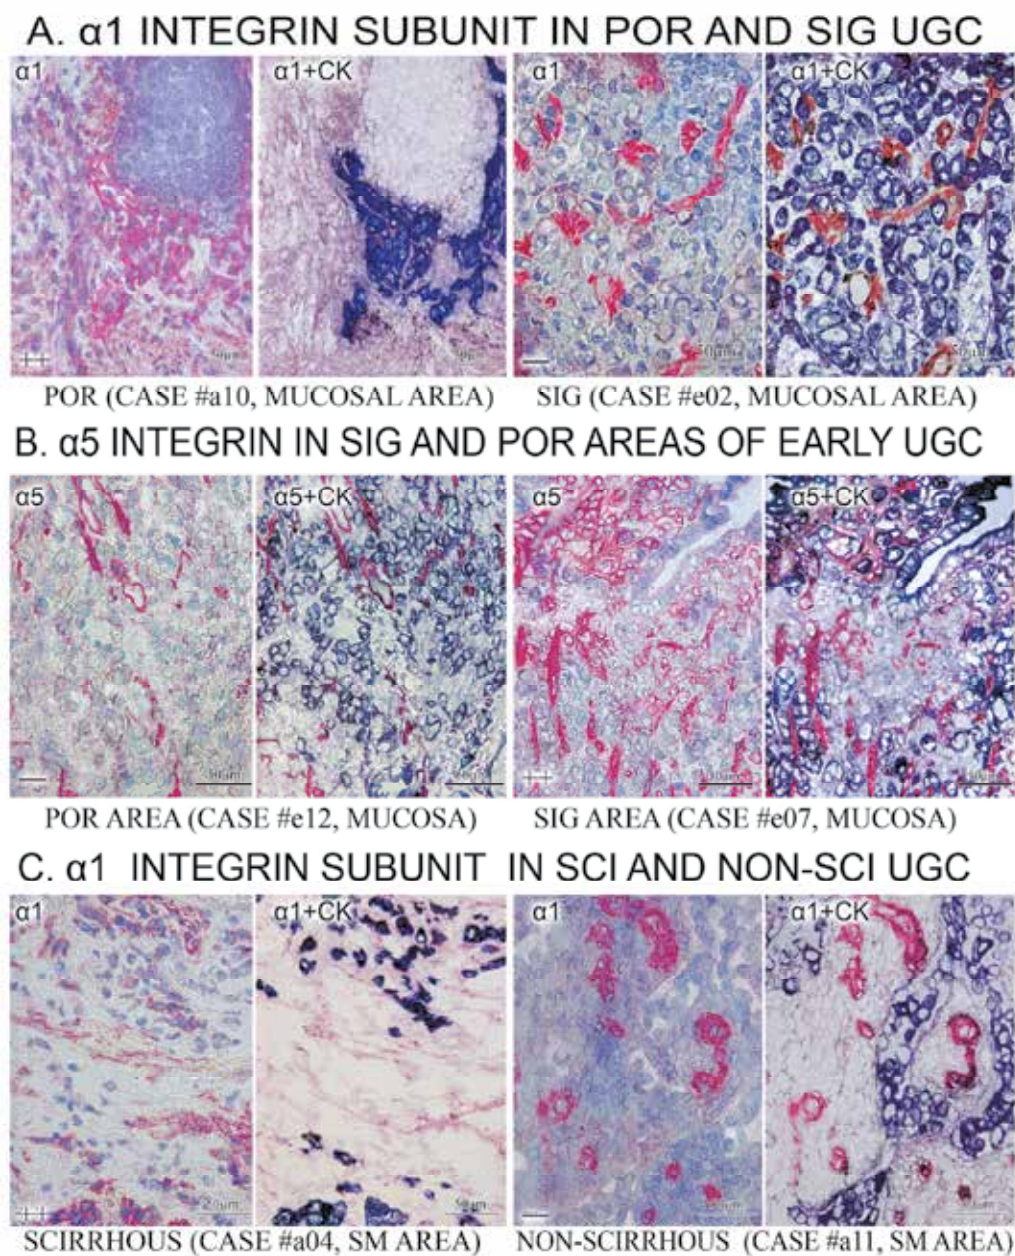 A. α1 INTEGRIN SUBUNIT IN POR AND SIG UGC
α1 α1+CK α1 α1+CK
++ − 50μm 50μm
POR (CASE #a10, MUCOSAL AREA) SIG (CASE #e02, MUCOSAL AREA)
B. α5 INTEGRIN IN SIG AND POR AREAS OF EARLY UGC
α5 α5+CK α5 α5+CK
− ++
POR AREA (CASE #e12, MUCOSA) SIG AREA (CASE #e07, MUCOSA)
C. α1 INTEGRIN SUBUNIT IN SCI AND NON-SCI UGC
α1 α1+CK α1 α1+CK
++ −
SCIRRHOUS (CASE #a04, SM AREA) NON-SCIRRHOUS (CASE #a11, SM AREA)